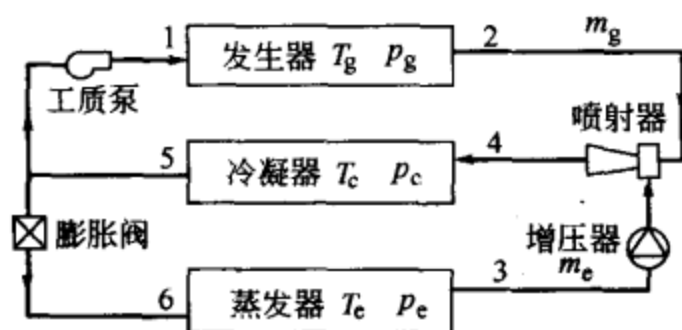 1
发生器 Tg pg
2
mg
工质泵
喷射器
5
冷凝器 Tc pc
4
膨胀阀
增压器
me
6
蒸发器 Te pe
3